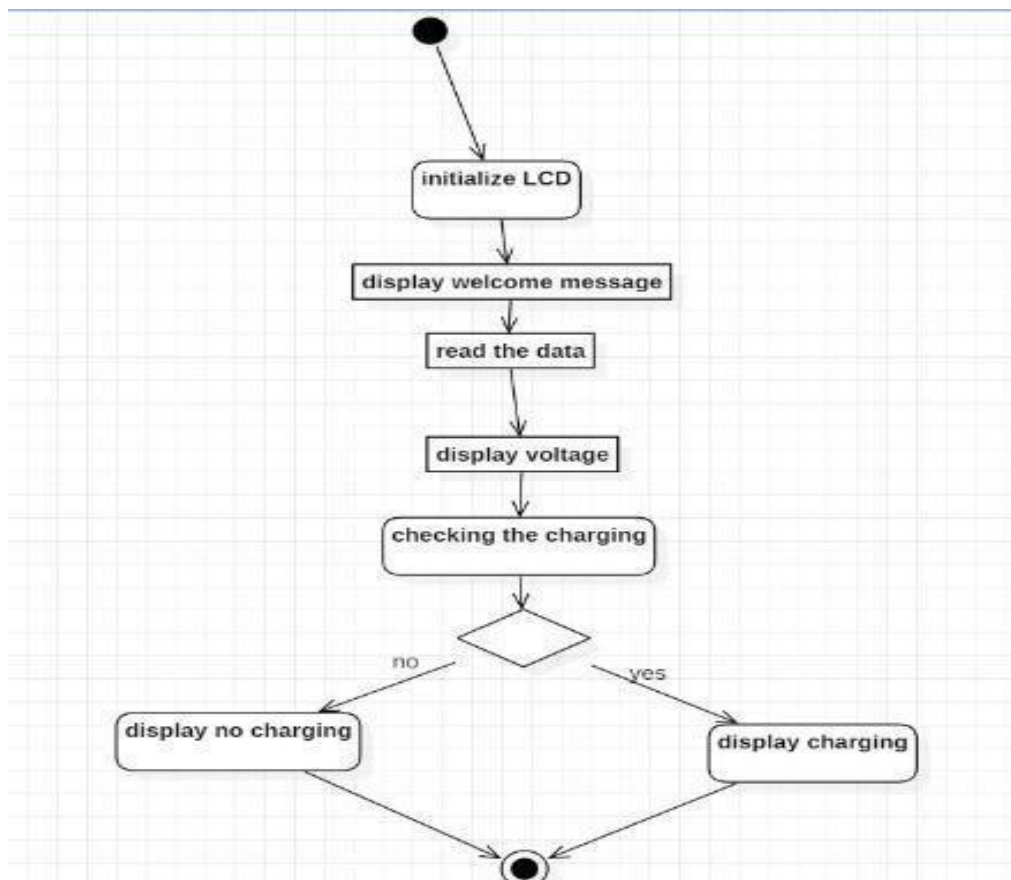 initialize LCD
display welcome message
read the data
display voltage
checking the charging
no
yes
display no charging
display charging